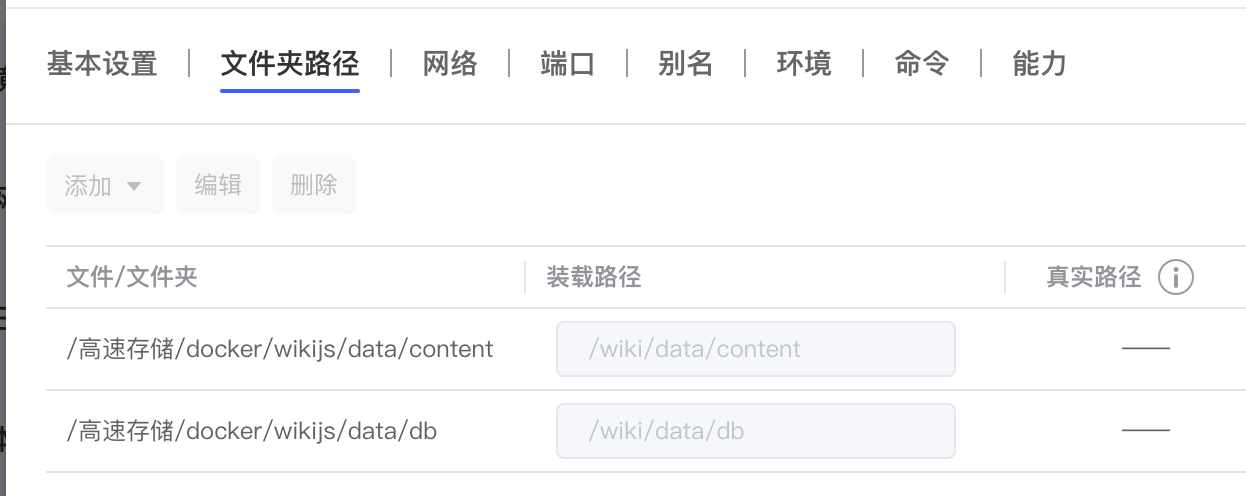 基本设置 文件夹路径 网络 端口 别名 环境 命令 能力
添加 编辑 删除
文件/文件夹 装载路径 真实路径
/高速存储/docker/wikijs/data/content /wiki/data/content
/高速存储/docker/wikijs/data/db /wiki/data/db